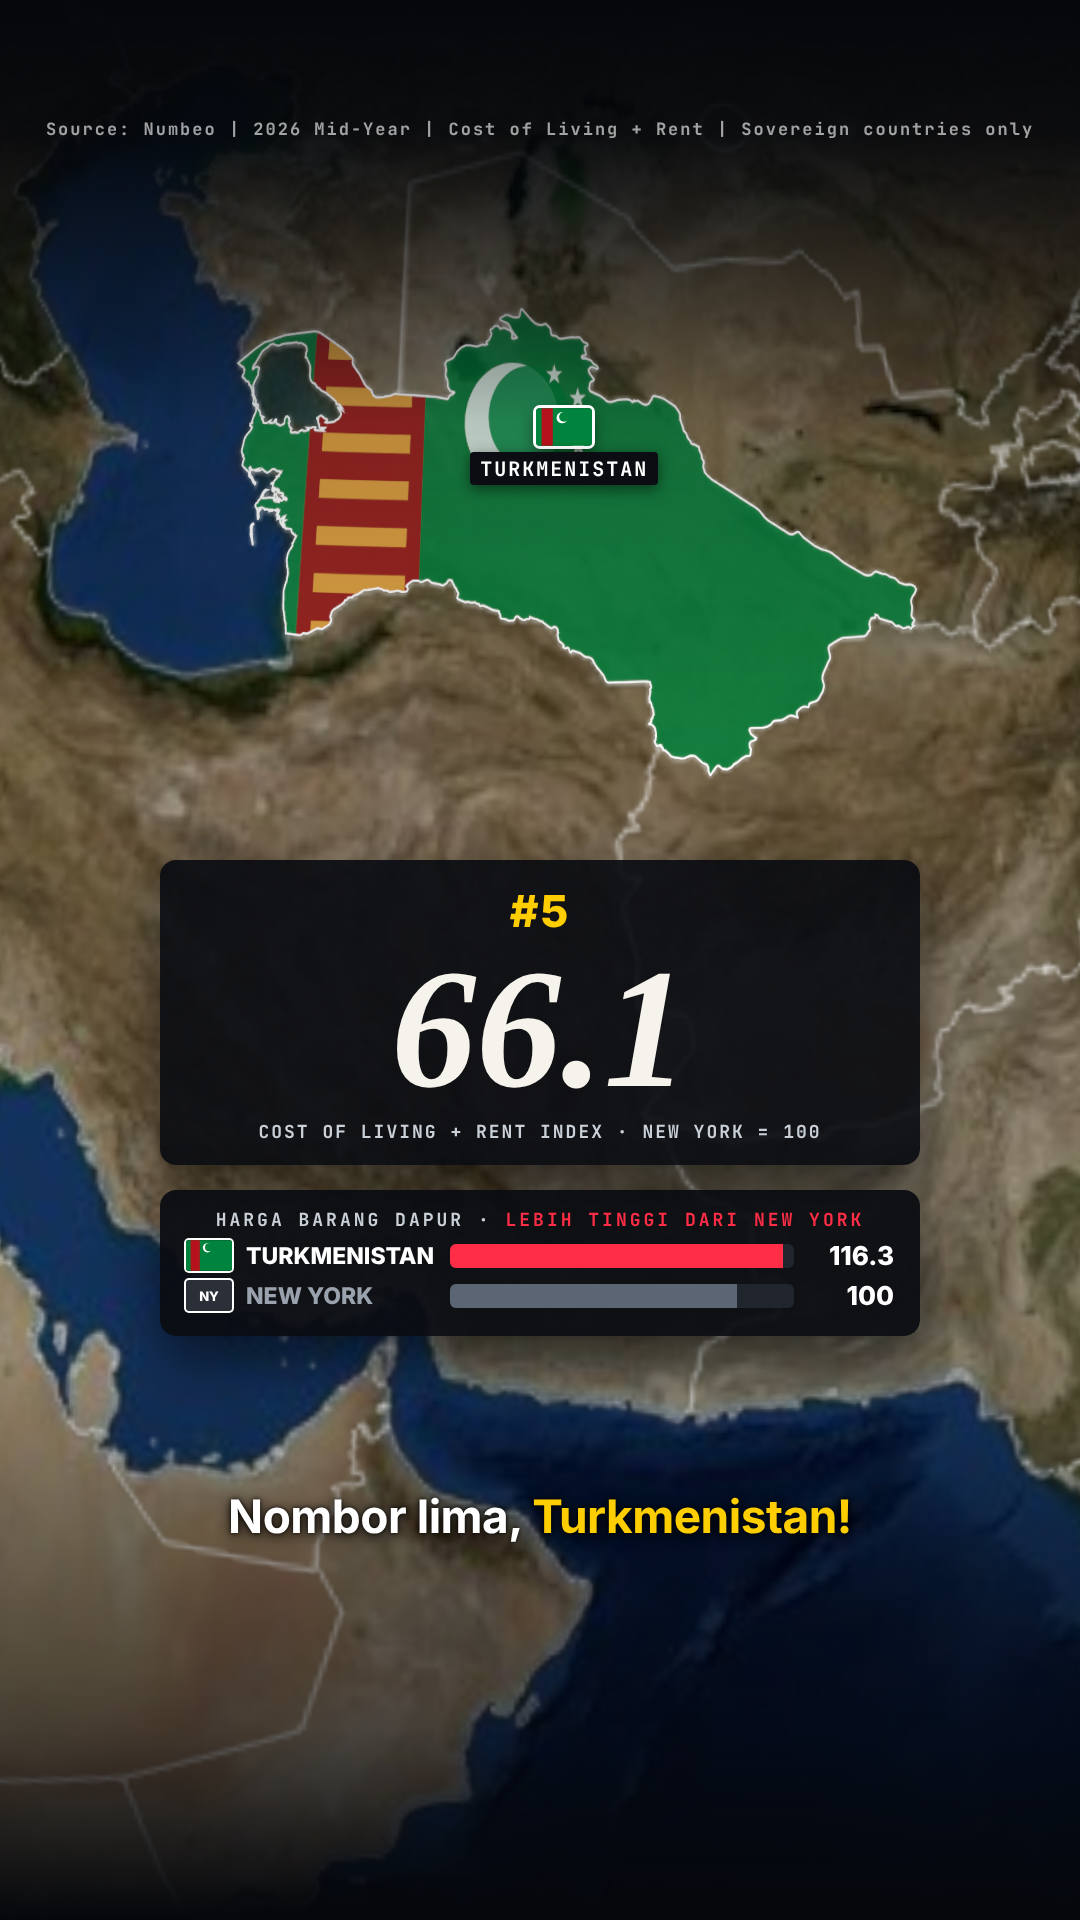 Source: Numbeo | 2026 Mid-Year | Cost of Living + Rent | Sovereign countries only
TURKMENISTAN
#5
66.1
COST OF LIVING + RENT INDEX · NEW YORK = 100
HARGA BARANG DAPUR · LEBIH TINGGI DARI NEW YORK
TURKMENISTAN 116.3
NY NEW YORK 100
Nombor lima, Turkmenistan!